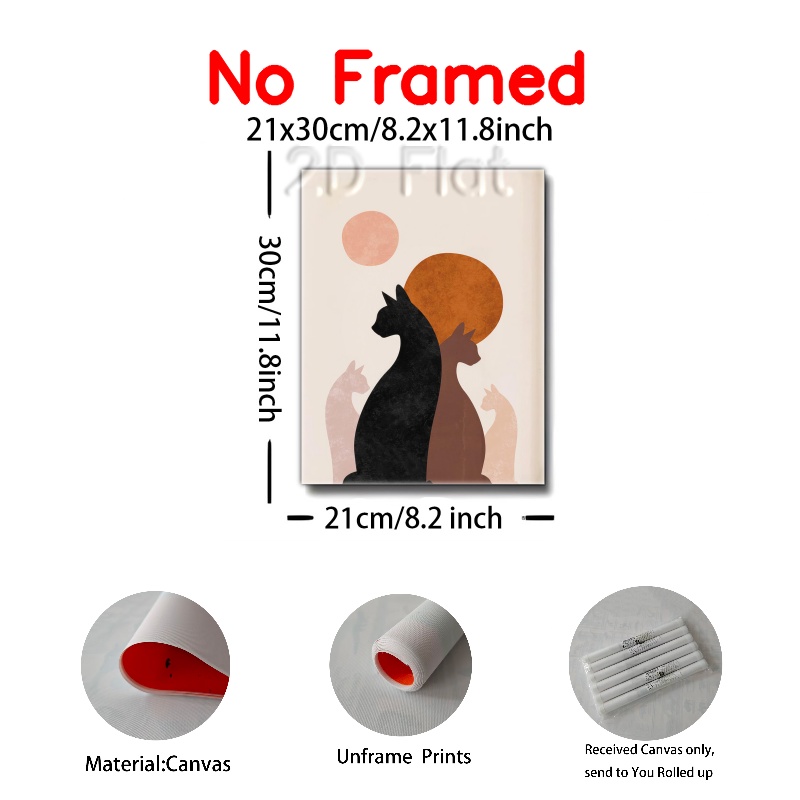 No Framed
21x30cm/8.2x11.8inch
2D Flat
30cm/11.8inch
21cm/8.2 inch
Material:Canvas
Unframe Prints
Received Canvas only,
send to You Rolled up